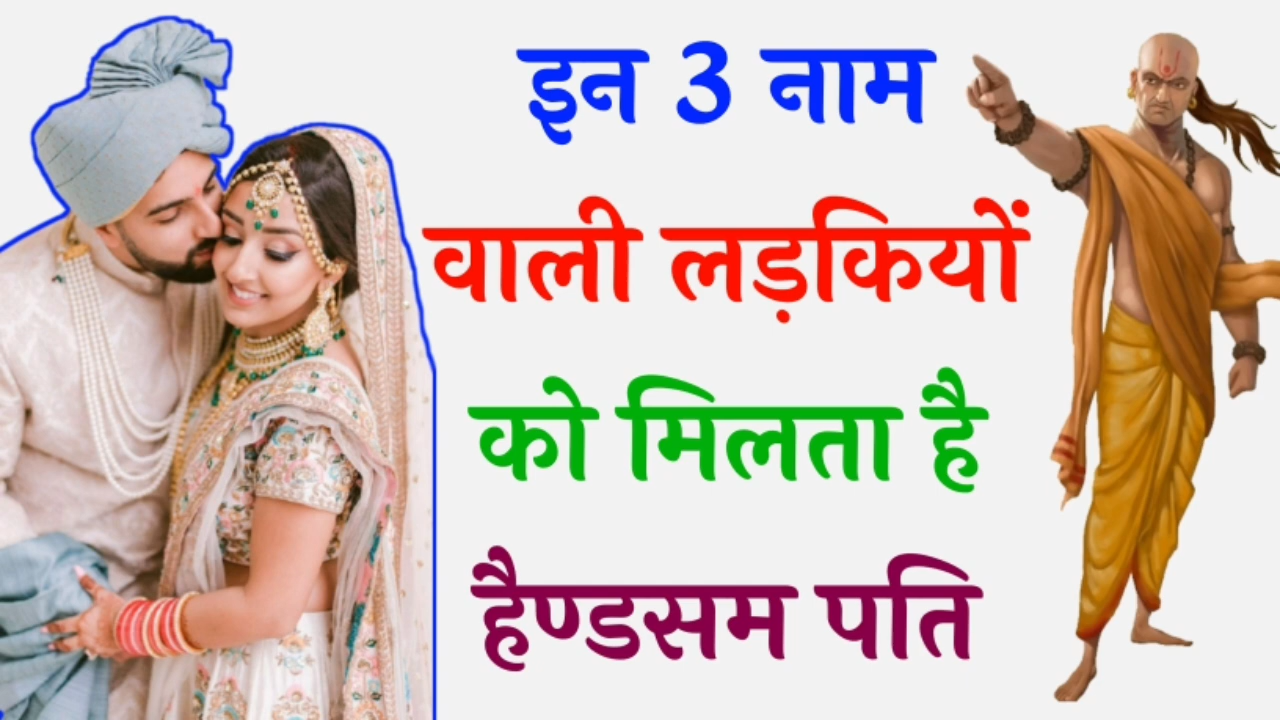 इन 3 नाम
वाली लड़कियों
को मिलता है
हैण्डसम पति